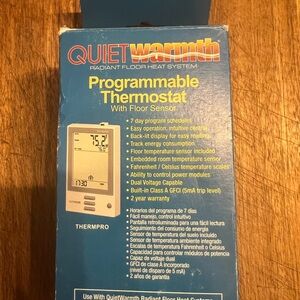 QUIETwarmth
RADIANT FLOOR HEAT SYSTEM
Programmable
Thermostat
With Floor Sensor
• 7 day program schedules
• Easy operation, intuitive control
• Back-lit display for easy reading
• Track energy consumption
• Floor temperature sensor included
• Embedded room temperature sensor
• Fahrenheit / Celsius temperature scales
• Ability to control power modules
• Dual Voltage Capable
• Built-in Class A GFCI (5mA trip level)
• 2 year warranty
THERMPRO
• Horarios del programa de 7 días
• Fácil manejo, control intuitivo
• Pantalla retroiluminada para una fácil lectura
• Seguimiento del consumo de energía
• Sensor de temperatura del suelo incluido
• Sensor de temperatura ambiente integrado
• Escalas de temperatura Fahrenheit o Celsius
• Capacidad para controlar módulos de potencia
• Capaz de voltaje dual
• GFCI de clase A incorporado
(nivel de disparo de 5 mA)
• 2 años de garantía
Use With QuietWarmth Radiant Floor Heat Systems